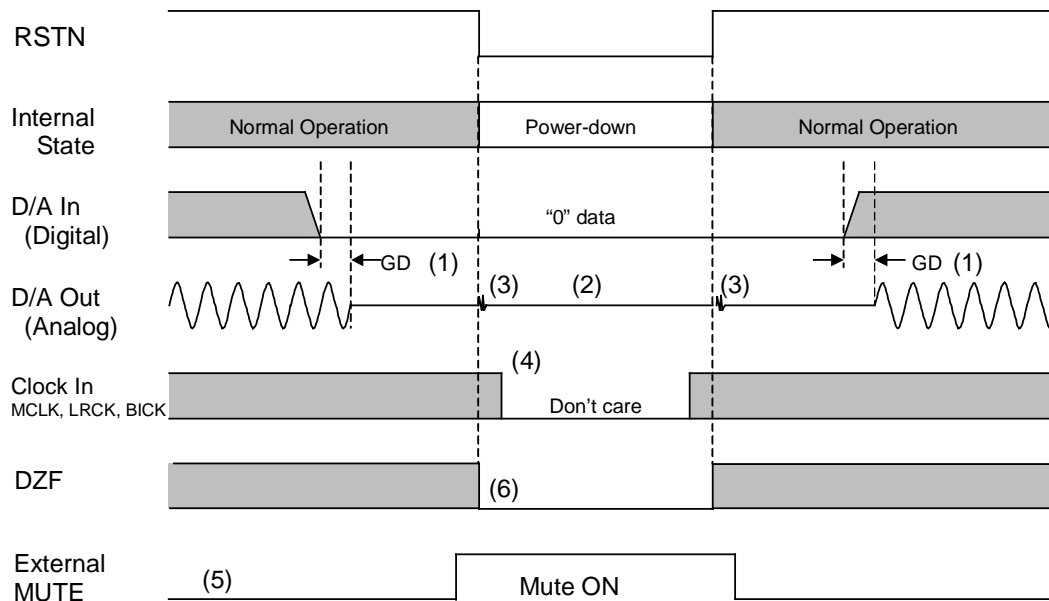 RSTN
Internal
State
Normal Operation
Power-down
Normal Operation
D/A In
(Digital)
“0” data
GD (1)
GD (1)
D/A Out
(Analog)
(3)
(2)
(3)
Clock In
MCLK, LRCK, BICK
(4)
Don’t care
DZF
(6)
External
MUTE
(5)
Mute ON